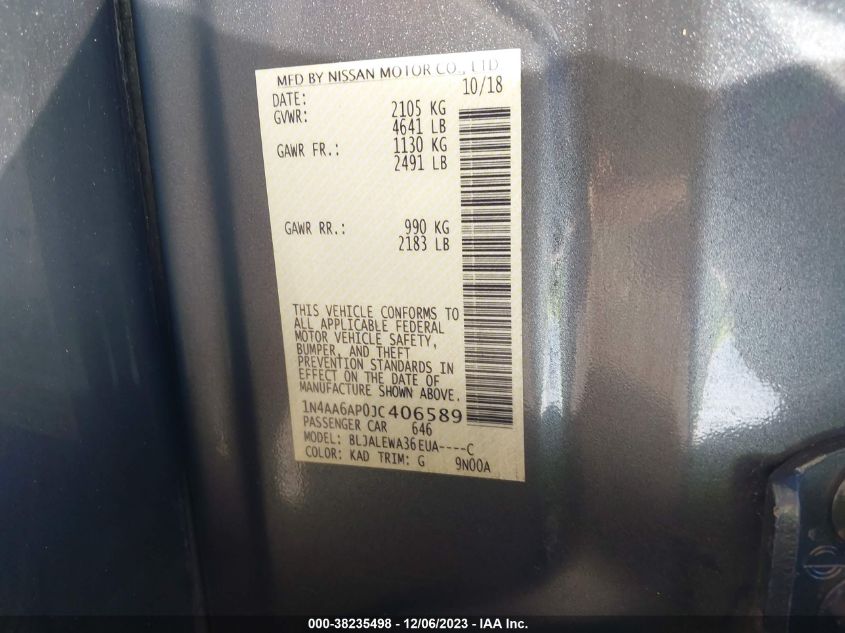 MFD BY NISSAN MOTOR CO., LTD
DATE: 10/18
GVWR: 2105 KG
4641 LB
GAWR FR.: 1130 KG
2491 LB
GAWR RR.: 990 KG
2183 LB
THIS VEHICLE CONFORMS TO
ALL APPLICABLE FEDERAL
MOTOR VEHICLE SAFETY,
BUMPER, AND THEFT
PREVENTION STANDARDS IN
EFFECT ON THE DATE OF
MANUFACTURE SHOWN ABOVE.
1N4AA6AP0JC406589
PASSENGER CAR 646
MODEL: BLJALEWA36EUA----C
COLOR: KAD TRIM: G 9N00A
000-38235498 - 12/06/2023 - IAA Inc.